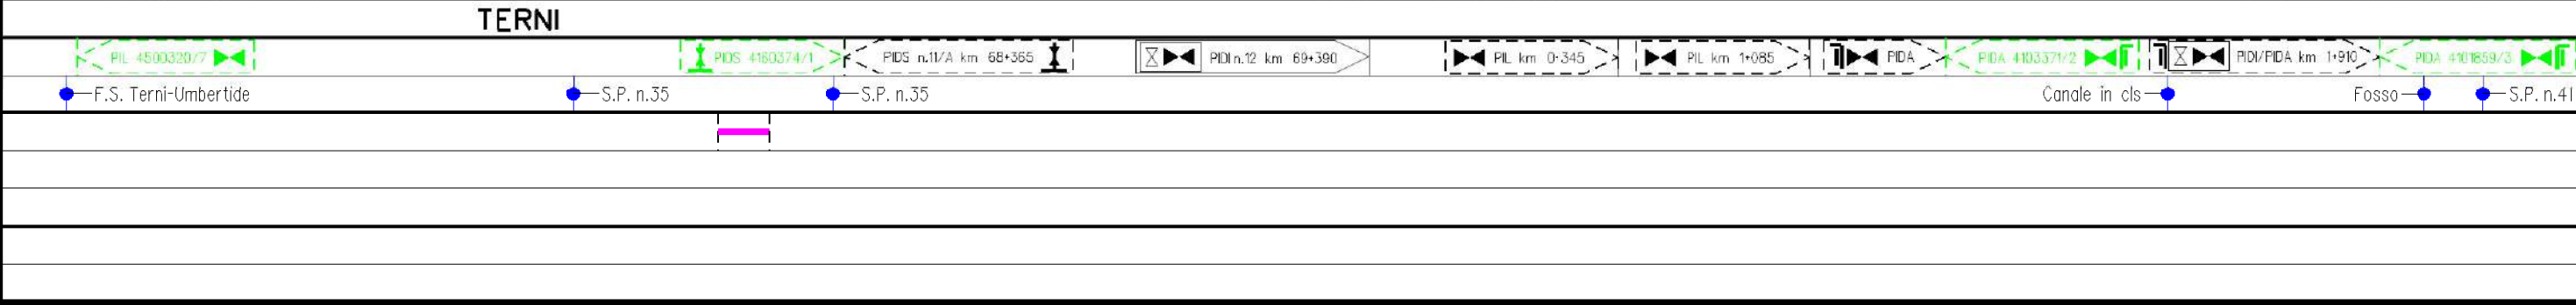 TERNI
PIL 4500320/7
PIDS 4160374/1
PIDS n.11/A km 68+365
PIDI n.12 km 69+390
PIL km 0+345
PIL km 1+085
PIDA
PIDA 4103371/2
PIDI/PIDA km 1+910
PIDA 4101859/3
F.S. Terni-Umbertide
S.P. n.35
S.P. n.35
Canale in cls
Fosso
S.P. n.41